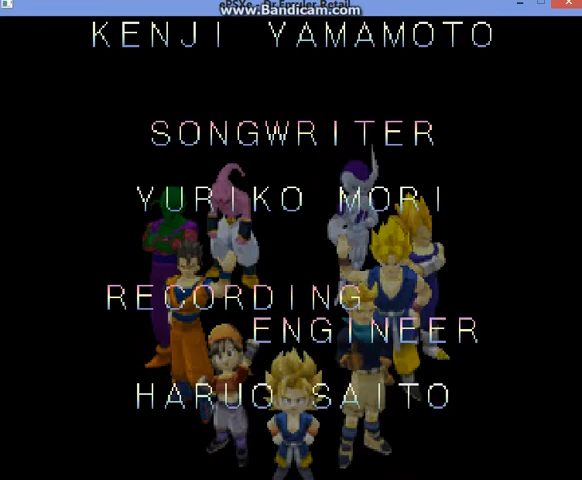 www.Bandicam.com
KENJI YAMAMOTO
SONGWRITER
YURIKO MORI
RECORDING
ENGINEER
HARUO SAITO